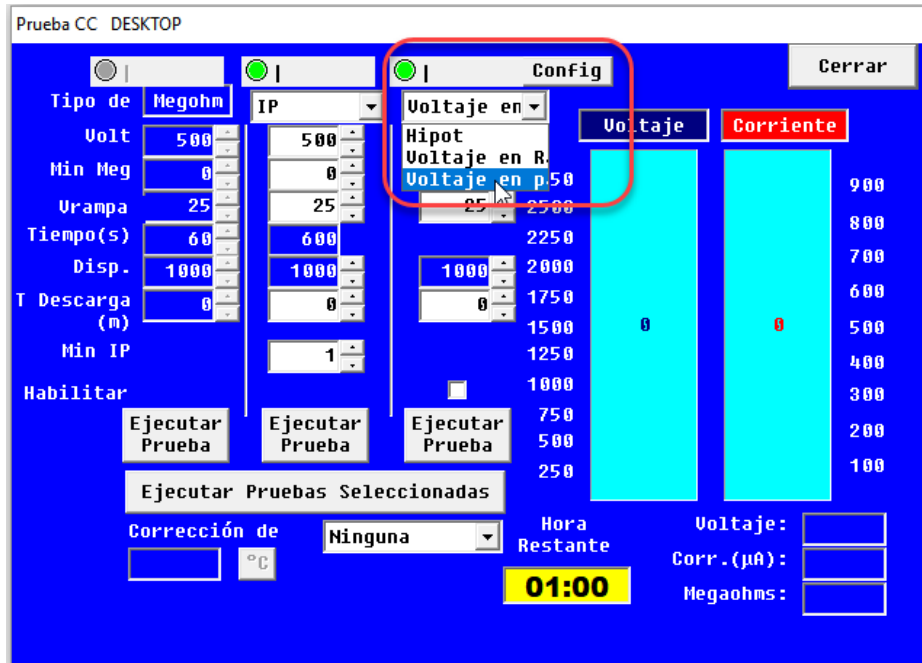 Prueba CC DESKTOP
Config
Cerrar
Tipo de Megohm IP Voltaje en
Hipot
Voltaje en R.
Voltaje en p.
Voltaje Corriente
Volt 500 500
Min Meg 0 0
Vrampa 25 25 25
Tiempo(s) 60 600
Disp. 1000 1000 1000
T Descarga 0 0 0
(m)
Min IP 1
Habilitar
Ejecutar Prueba
Ejecutar Prueba
Ejecutar Prueba
Ejecutar Pruebas Seleccionadas
Corrección de Ninguna
°C
50
2500
2250
2000
1750
1500
1250
1000
750
500
250
0
0
900
800
700
600
500
400
300
200
100
Hora
Restante
01:00
Voltaje:
Corr.(µA):
Megaohms: